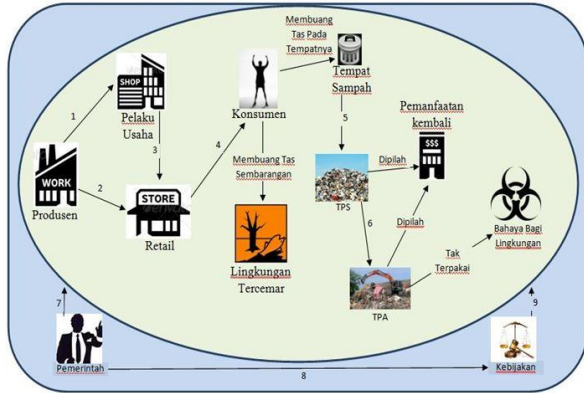 Membuang
Tas Pada
Tempatnya
SHOP
1
Pelaku
Usaha
Konsumen
Tempat
Sampah
Pemanfaatan
kembali
$$$
3
4
5
WORK
Produsen
2
STORE
Retail
Membuang Tas
Sembarangan
Lingkungan
Tercemar
TPS
Dipilah
6
Dipilah
TPA
Tak
Terpakai
Bahaya Bagi
Lingkungan
7
Pemerintah
8
9
Kebijakan